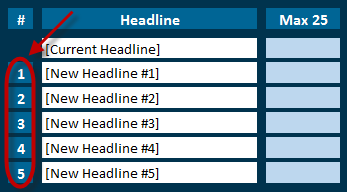 # Headline Max 25
[Current Headline]
1 [New Headline #1]
2 [New Headline #2]
3 [New Headline #3]
4 [New Headline #4]
5 [New Headline #5]